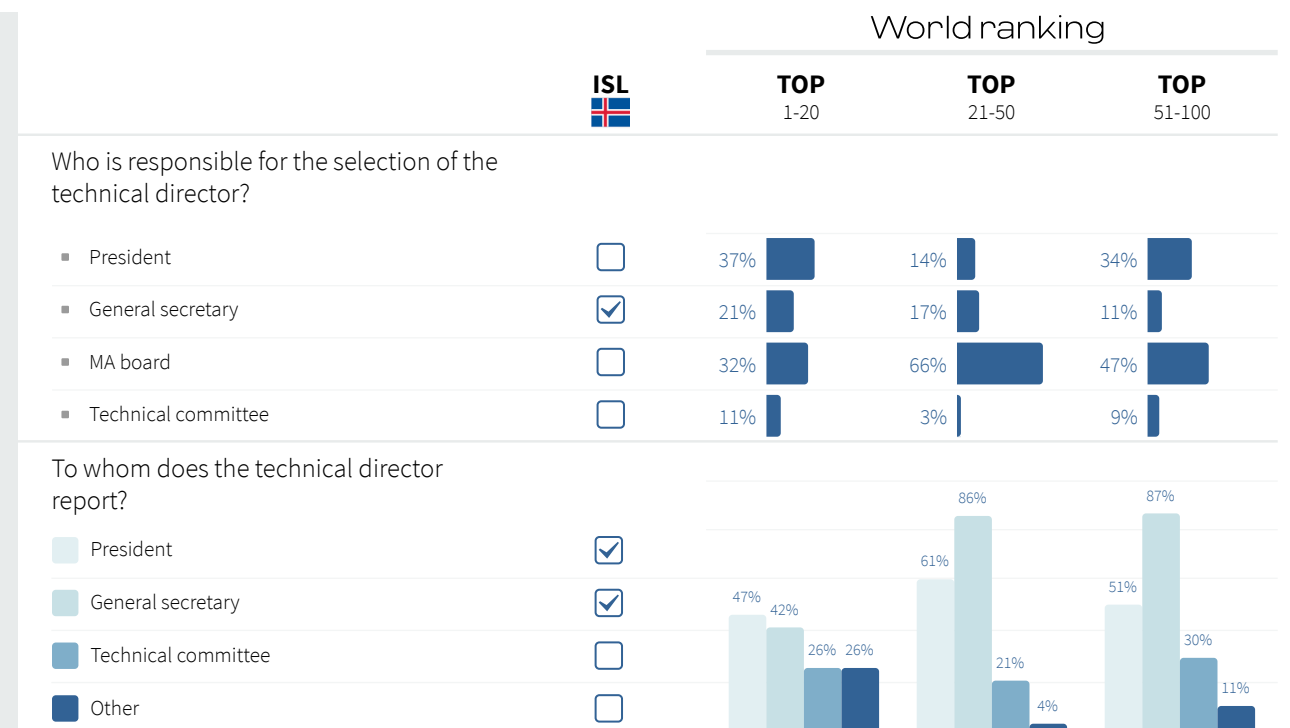 World ranking
ISL TOP TOP TOP
1-20 21-50 51-100
Who is responsible for the selection of the
technical director?
President 37% 14% 34%
General secretary 21% 17% 11%
MA board 32% 66% 47%
Technical committee 11% 3% 9%
To whom does the technical director
report?
86% 87%
President 61% 51%
General secretary 47% 42%
Technical committee 26% 26% 21% 30%
Other 4% 11%